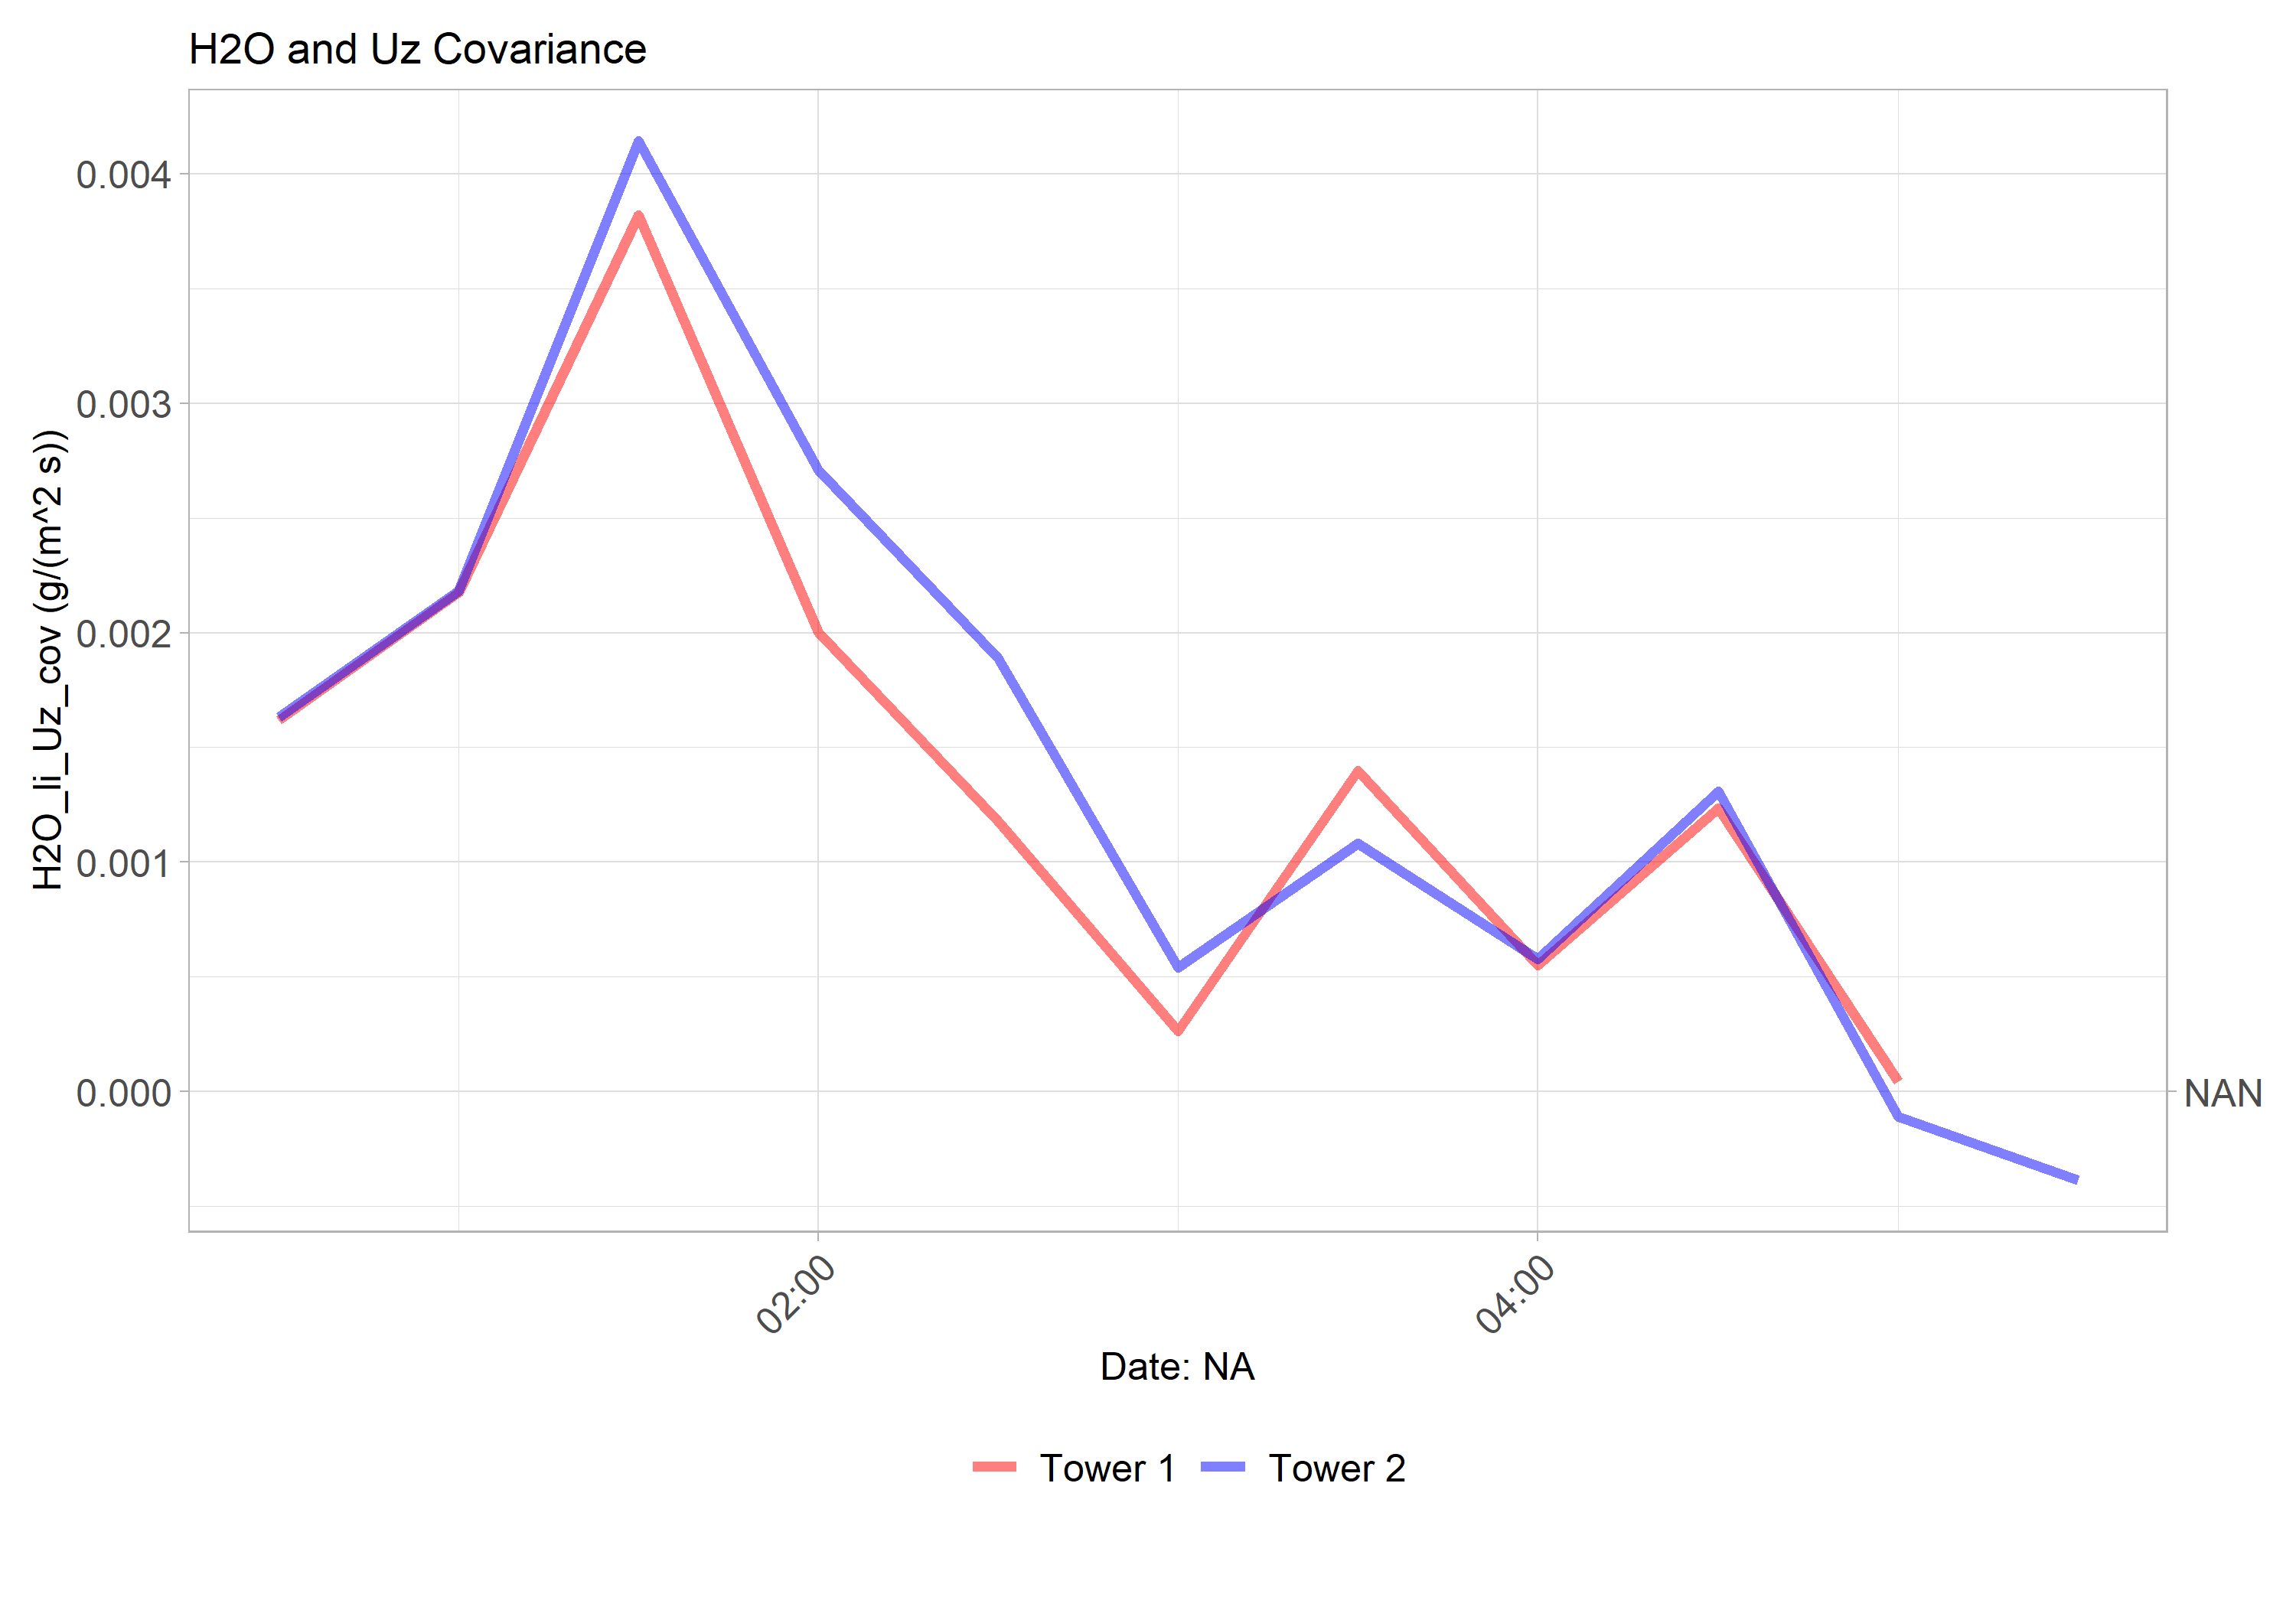 H2O and Uz Covariance
H2O_li_Uz_cov (g/(m^2 s))
0.004
0.003
0.002
0.001
0.000
NAN
02:00
04:00
Date: NA
Tower 1
Tower 2